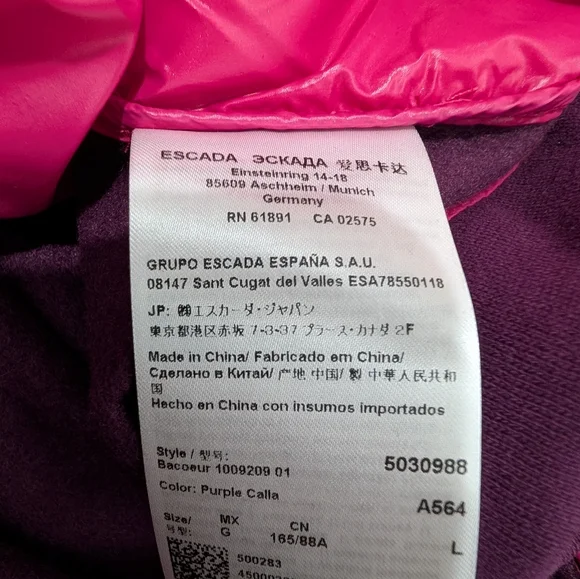 ESCADA ЭСКАДА 爱思卡达
Einsteinring 14-18
85609 Aschheim / Munich
Germany
RN 61891 CA 02575
GRUPO ESCADA ESPAÑA S.A.U.
08147 Sant Cugat del Valles ESA78550118
JP: ㈱エスカーダ・ジャパン
東京都港区赤坂 7-3-37 プラース・カナダ 2F
Made in China/ Fabricado em China/
Сделано в Китай/ 产地 中国/ 製 中華人民共和
国
Hecho en China con insumos importados
Style / 型号:
Bacoeur 1009209 01 5030988
Color: Purple Calla A564
Size/ MX CN
号型: G 165/88A L
500283